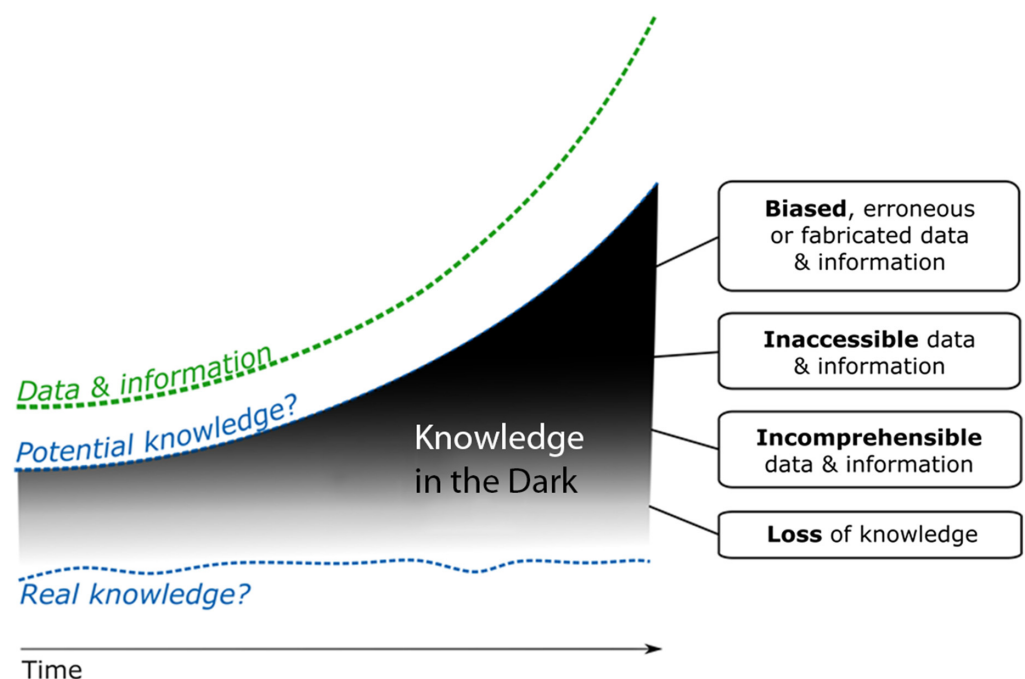 Data & information
Potential knowledge?
Knowledge
in the Dark
Real knowledge?
Time
Biased, erroneous
or fabricated data
& information
Inaccessible data
& information
Incomprehensible
data & information
Loss of knowledge